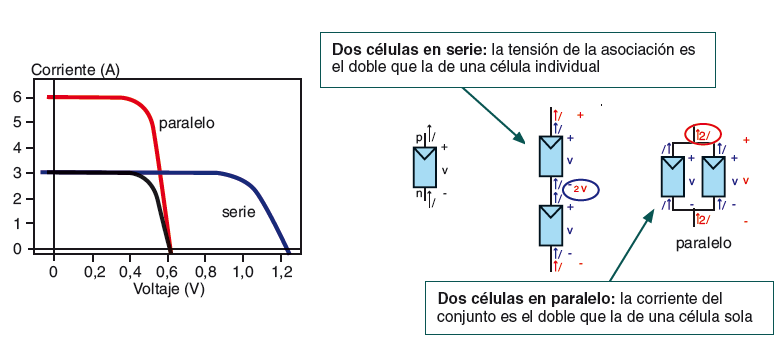 Dos células en serie: la tensión de la asociación es
el doble que la de una célula individual
Corriente (A)
6
5
4
3
2
1
0
paralelo
serie
0 0,2 0,4 0,6 0,8 1,0 1,2
Voltaje (V)
p I
+
v
n -
I
I +
I +
v
I - 2 V
I +
v
I -
-
2I
I I +
+ v v
- -
I I
2I -
paralelo
Dos células en paralelo: la corriente del
conjunto es el doble que la de una célula sola